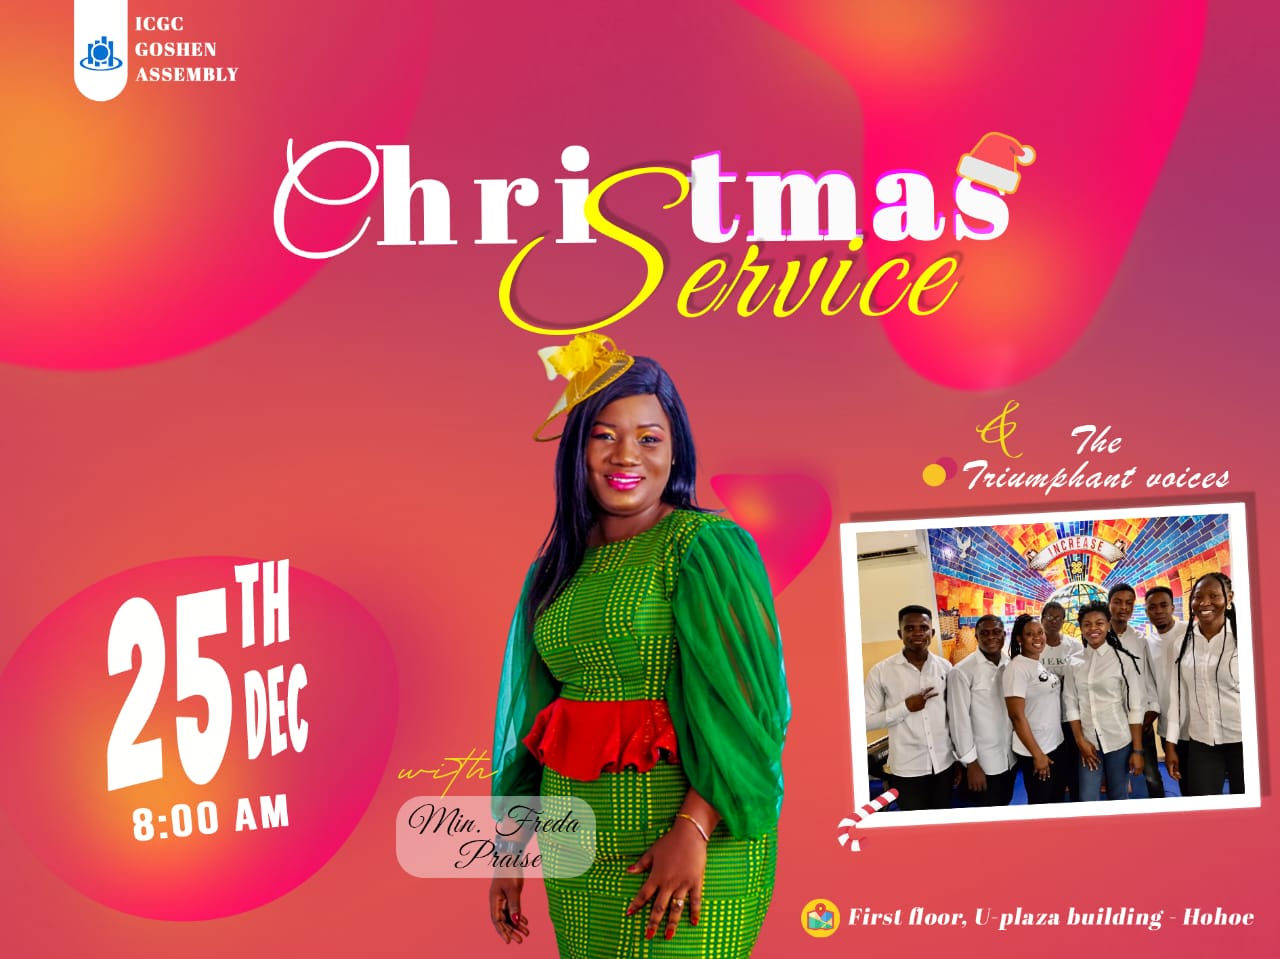 ICGC
GOSHEN
ASSEMBLY
Christmas
Service
&
The
Triumphant voices
INCREASE
25TH
DEC
8:00 AM
with
Min. Freda
Praise
First floor, U-plaza building - Hohoe